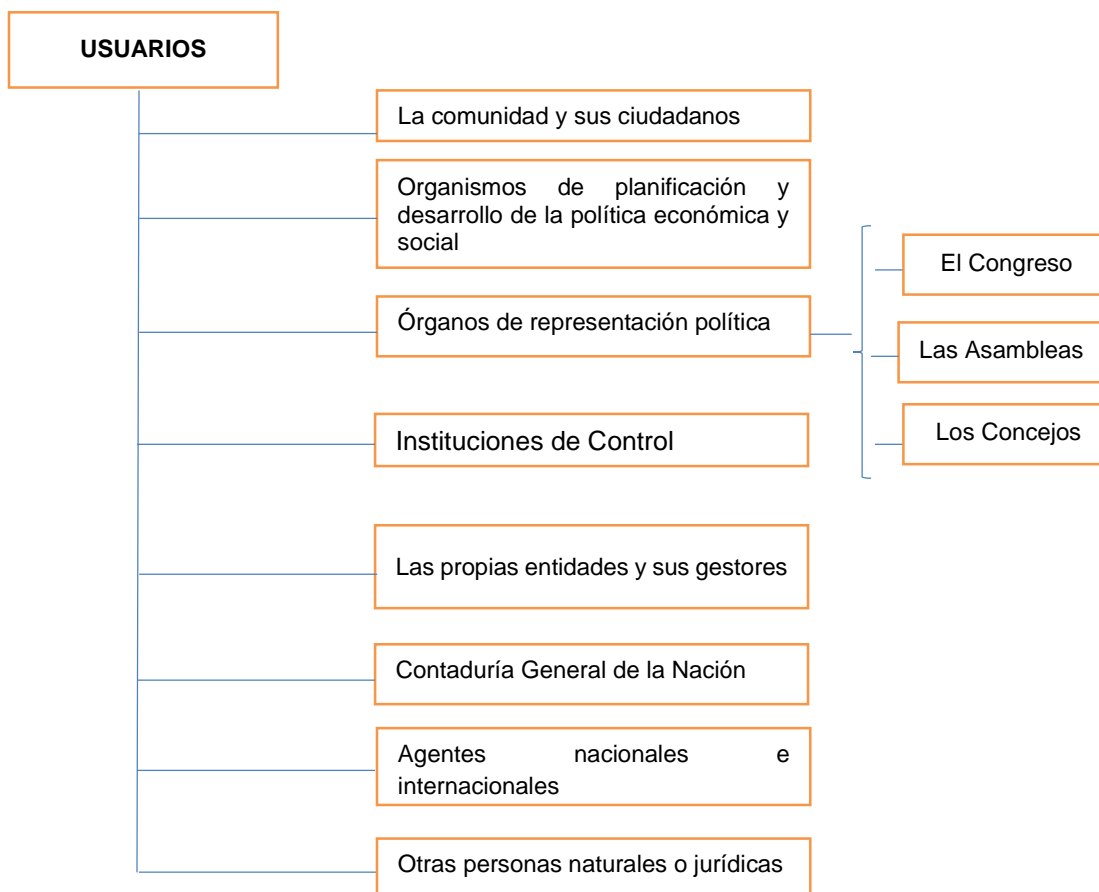 USUARIOS
La comunidad y sus ciudadanos
Organismos de planificación y
desarrollo de la política económica y
social
Órganos de representación política
El Congreso
Las Asambleas
Los Concejos
Instituciones de Control
Las propias entidades y sus gestores
Contaduría General de la Nación
Agentes nacionales e
internacionales
Otras personas naturales o jurídicas